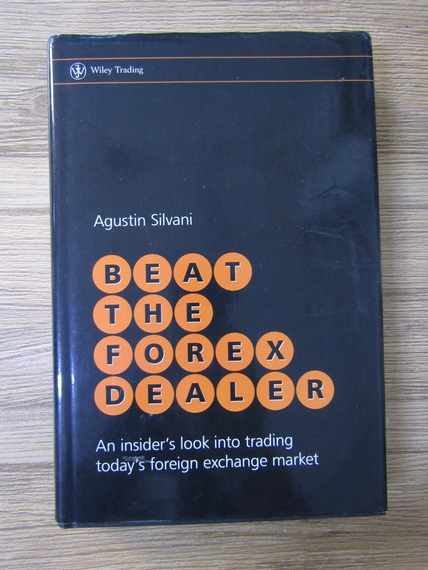 Wiley Trading
Agustin Silvani
BEAT
THE
FOREX
DEALER
An insider's look into trading
today's foreign exchange market